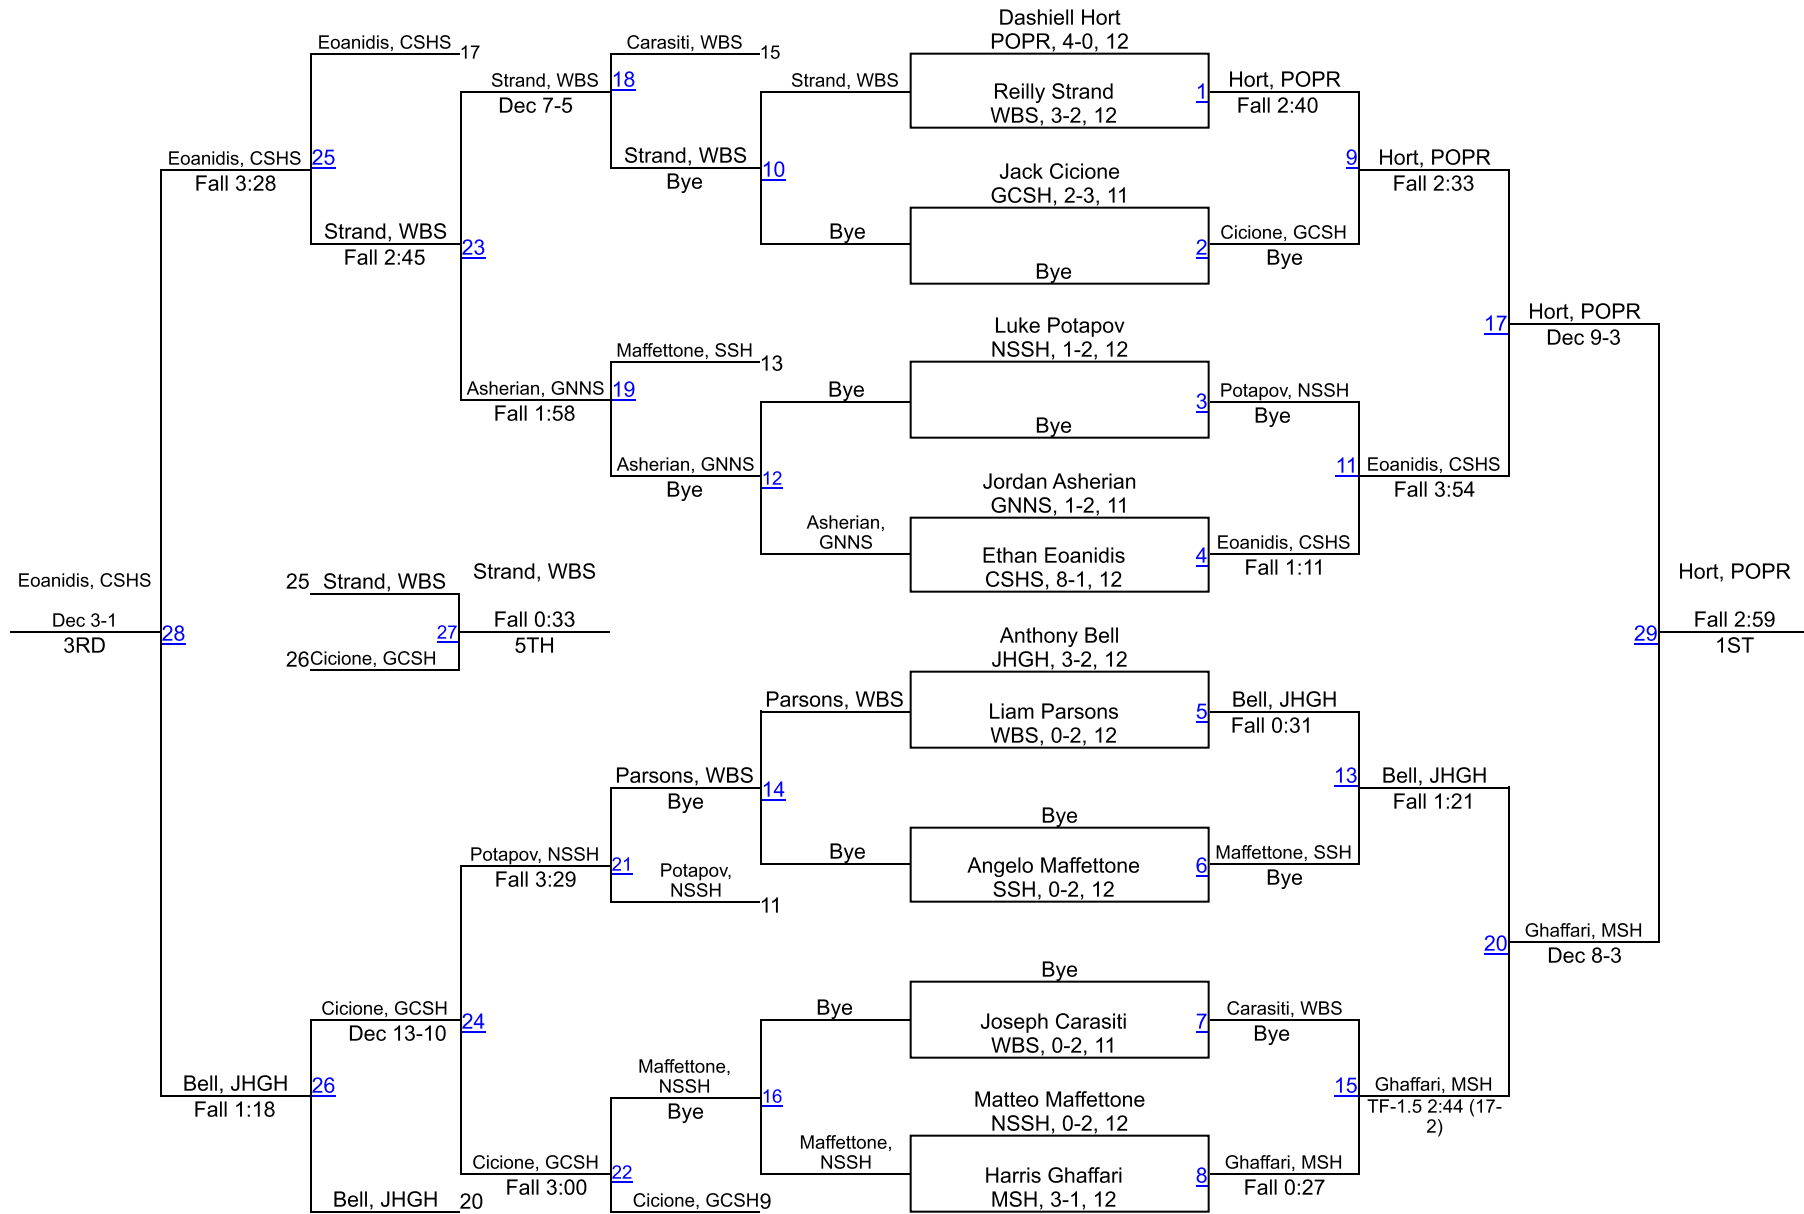 Dashiell Hort
POPR, 4-0, 12
Eoanidis, CSHS
17
Carasiti, WBS
15
Strand, WBS
18
Dec 7-5
Strand, WBS
Reilly Strand
WBS, 3-2, 12
1
Hort, POPR
Fall 2:40
Eoanidis, CSHS
25
Fall 3:28
Strand, WBS
Bye
10
Jack Cicione
GCSH, 2-3, 11
9
Hort, POPR
Fall 2:33
Strand, WBS
Fall 2:45
23
Bye
2
Bye
Cicione, GCSH
Bye
Luke Potapov
NSSH, 1-2, 12
17
Hort, POPR
Dec 9-3
Maffettone, SSH
13
Asherian, GNNS
19
Fall 1:58
Bye
3
Bye
Potapov, NSSH
Bye
Asherian, GNNS
Bye
12
Jordan Asherian
GNNS, 1-2, 11
11
Eoanidis, CSHS
Fall 3:54
Asherian,
GNNS
Ethan Eoanidis
CSHS, 8-1, 12
4
Eoanidis, CSHS
Fall 1:11
Eoanidis, CSHS
Dec 3-1
3RD
28
25
Strand, WBS
26
Cicione, GCSH
27
Strand, WBS
Fall 0:33
5TH
Hort, POPR
29
Fall 2:59
1ST
Anthony Bell
JHGH, 3-2, 12
Parsons, WBS
Liam Parsons
WBS, 0-2, 12
5
Bell, JHGH
Fall 0:31
Parsons, WBS
Bye
14
13
Bell, JHGH
Fall 1:21
Bye
Potapov, NSSH
21
Fall 3:29
Potapov,
NSSH
11
Bye
Angelo Maffettone
SSH, 0-2, 12
6
Maffettone, SSH
Bye
20
Ghaffari, MSH
Dec 8-3
Bye
Cicione, GCSH
24
Dec 13-10
Bye
Joseph Carasiti
WBS, 0-2, 11
7
Carasiti, WBS
Bye
Bell, JHGH
26
Fall 1:18
Maffettone,
NSSH
Bye
16
Matteo Maffettone
NSSH, 0-2, 12
15
Ghaffari, MSH
TF-1.5 2:44 (17-
2)
Cicione, GCSH
22
Fall 3:00
Maffettone,
NSSH
Harris Ghaffari
MSH, 3-1, 12
8
Ghaffari, MSH
Fall 0:27
Bell, JHGH
20
Cicione, GCSH
9